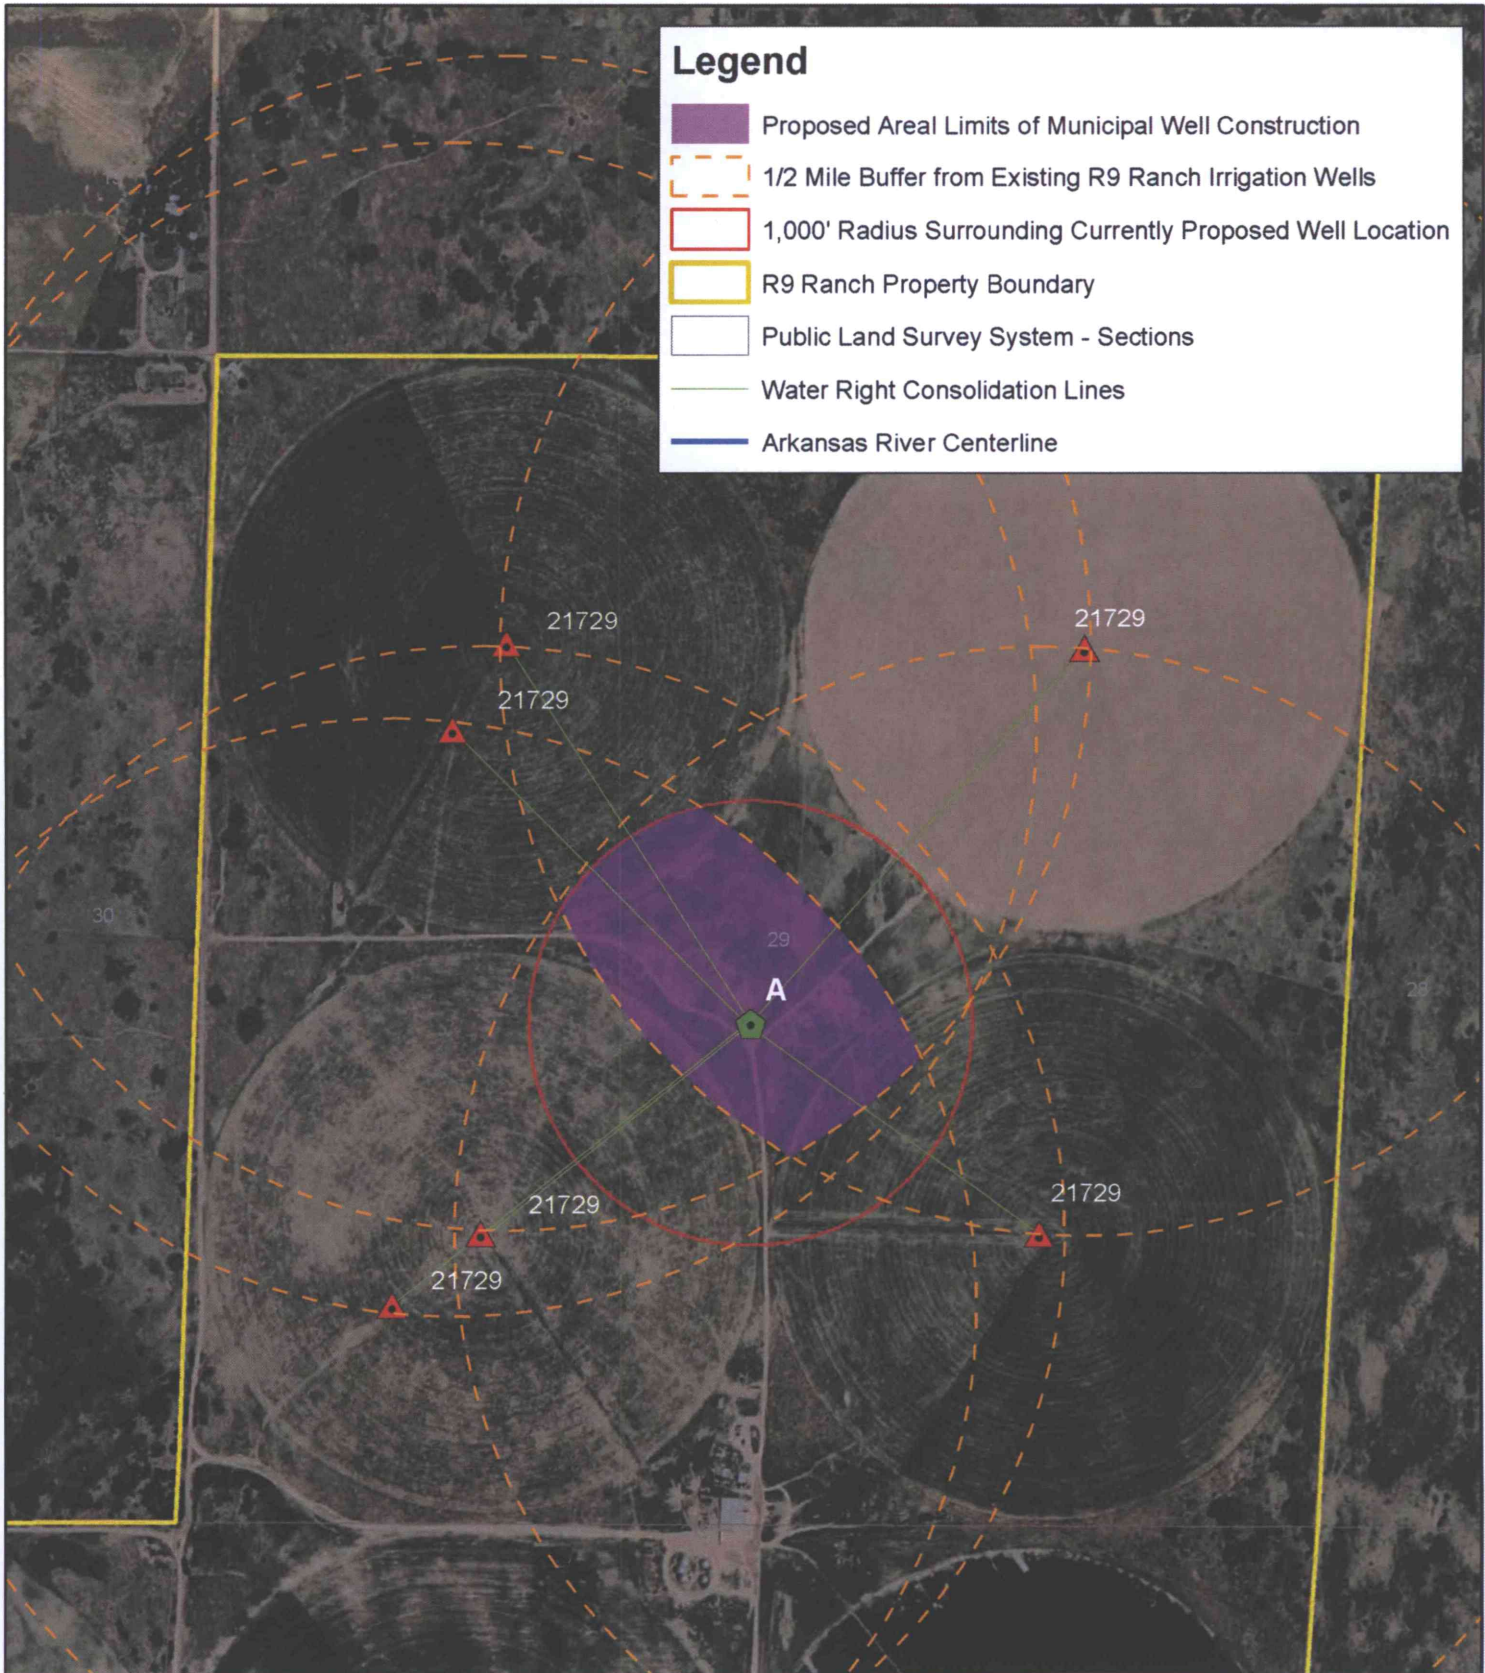 Legend
Proposed Areal Limits of Municipal Well Construction
1/2 Mile Buffer from Existing R9 Ranch Irrigation Wells
1,000' Radius Surrounding Currently Proposed Well Location
R9 Ranch Property Boundary
Public Land Survey System - Sections
Water Right Consolidation Lines
Arkansas River Centerline
21729
21729
21729
30
29
A
28
21729
21729
21729